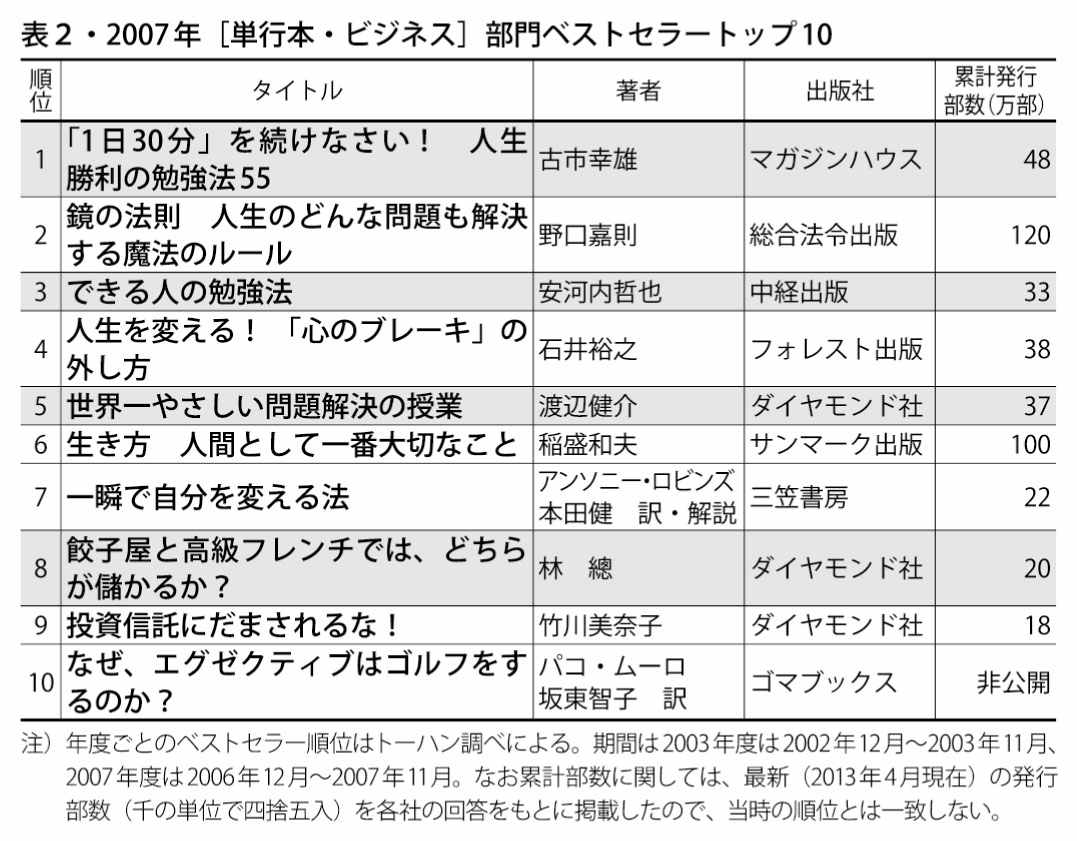 表2・2007年［単行本・ビジネス］部門ベストセラートップ10
順位 タイトル 著者 出版社 累計発行部数（万部）
1 「1日30分」を続けなさい！　人生 古市幸雄 マガジンハウス 48
勝利の勉強法55
2 鏡の法則　人生のどんな問題も解決 野口嘉則 総合法令出版 120
する魔法のルール
3 できる人の勉強法 安河内哲也 中経出版 33
4 人生を変える！「心のブレーキ」の 石井裕之 フォレスト出版 38
外し方
5 世界一やさしい問題解決の授業 渡辺健介 ダイヤモンド社 37
6 生き方　人間として一番大切なこと 稲盛和夫 サンマーク出版 100
7 一瞬で自分を変える法 アンソニー・ロビンズ 三笠書房 22
本田健　訳・解説
8 餃子屋と高級フレンチでは、どちら 林　總 ダイヤモンド社 20
が儲かるか？
9 投資信託にだまされるな！ 竹川美奈子 ダイヤモンド社 18
10 なぜ、エグゼクティブはゴルフをす パコ・ムーロ ゴマブックス 非公開
るのか？ 坂東智子　訳
注）年度ごとのベストセラー順位はトーハン調べによる。期間は2003年度は2002年12月〜2003年11月、
2007年度は2006年12月〜2007年11月。なお累計部数に関しては、最新（2013年4月現在）の発行
部数（千の単位で四捨五入）を各社の回答をもとに掲載したので、当時の順位とは一致しない。